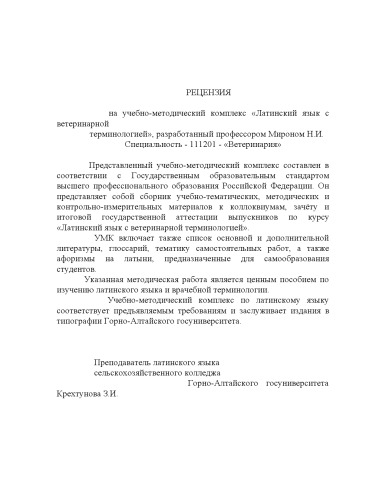 РЕЦЕНЗИЯ
на учебно-методический комплекс «Латинский язык с
ветеринарной
терминологией», разработанный профессором Мироном Н.И.
Специальность - 111201 - «Ветеринария»
Представленный учебно-методический комплекс составлен в
соответствии с Государственным образовательным стандартом
высшего профессионального образования Российской Федерации. Он
представляет собой сборник учебно-тематических, методических и
контрольно-измерительных материалов к коллоквиумам, зачёту и
итоговой государственной аттестации выпускников по курсу
«Латинский язык с ветеринарной терминологией».
УМК включает также список основной и дополнительной
литературы, глоссарий, тематику самостоятельных работ, а также
афоризмы на латыни, предназначенные для самообразования
студентов.
Указанная методическая работа является ценным пособием по
изучению латинского языка и врачебной терминологии.
Учебно-методический комплекс по латинскому языку
соответствует предъявляемым требованиям и заслуживает издания в
типографии Горно-Алтайского госуниверситета.
Преподаватель латинского языка
сельскохозяйственного колледжа
Горно-Алтайского госуниверситета
Крехтунова З.И.